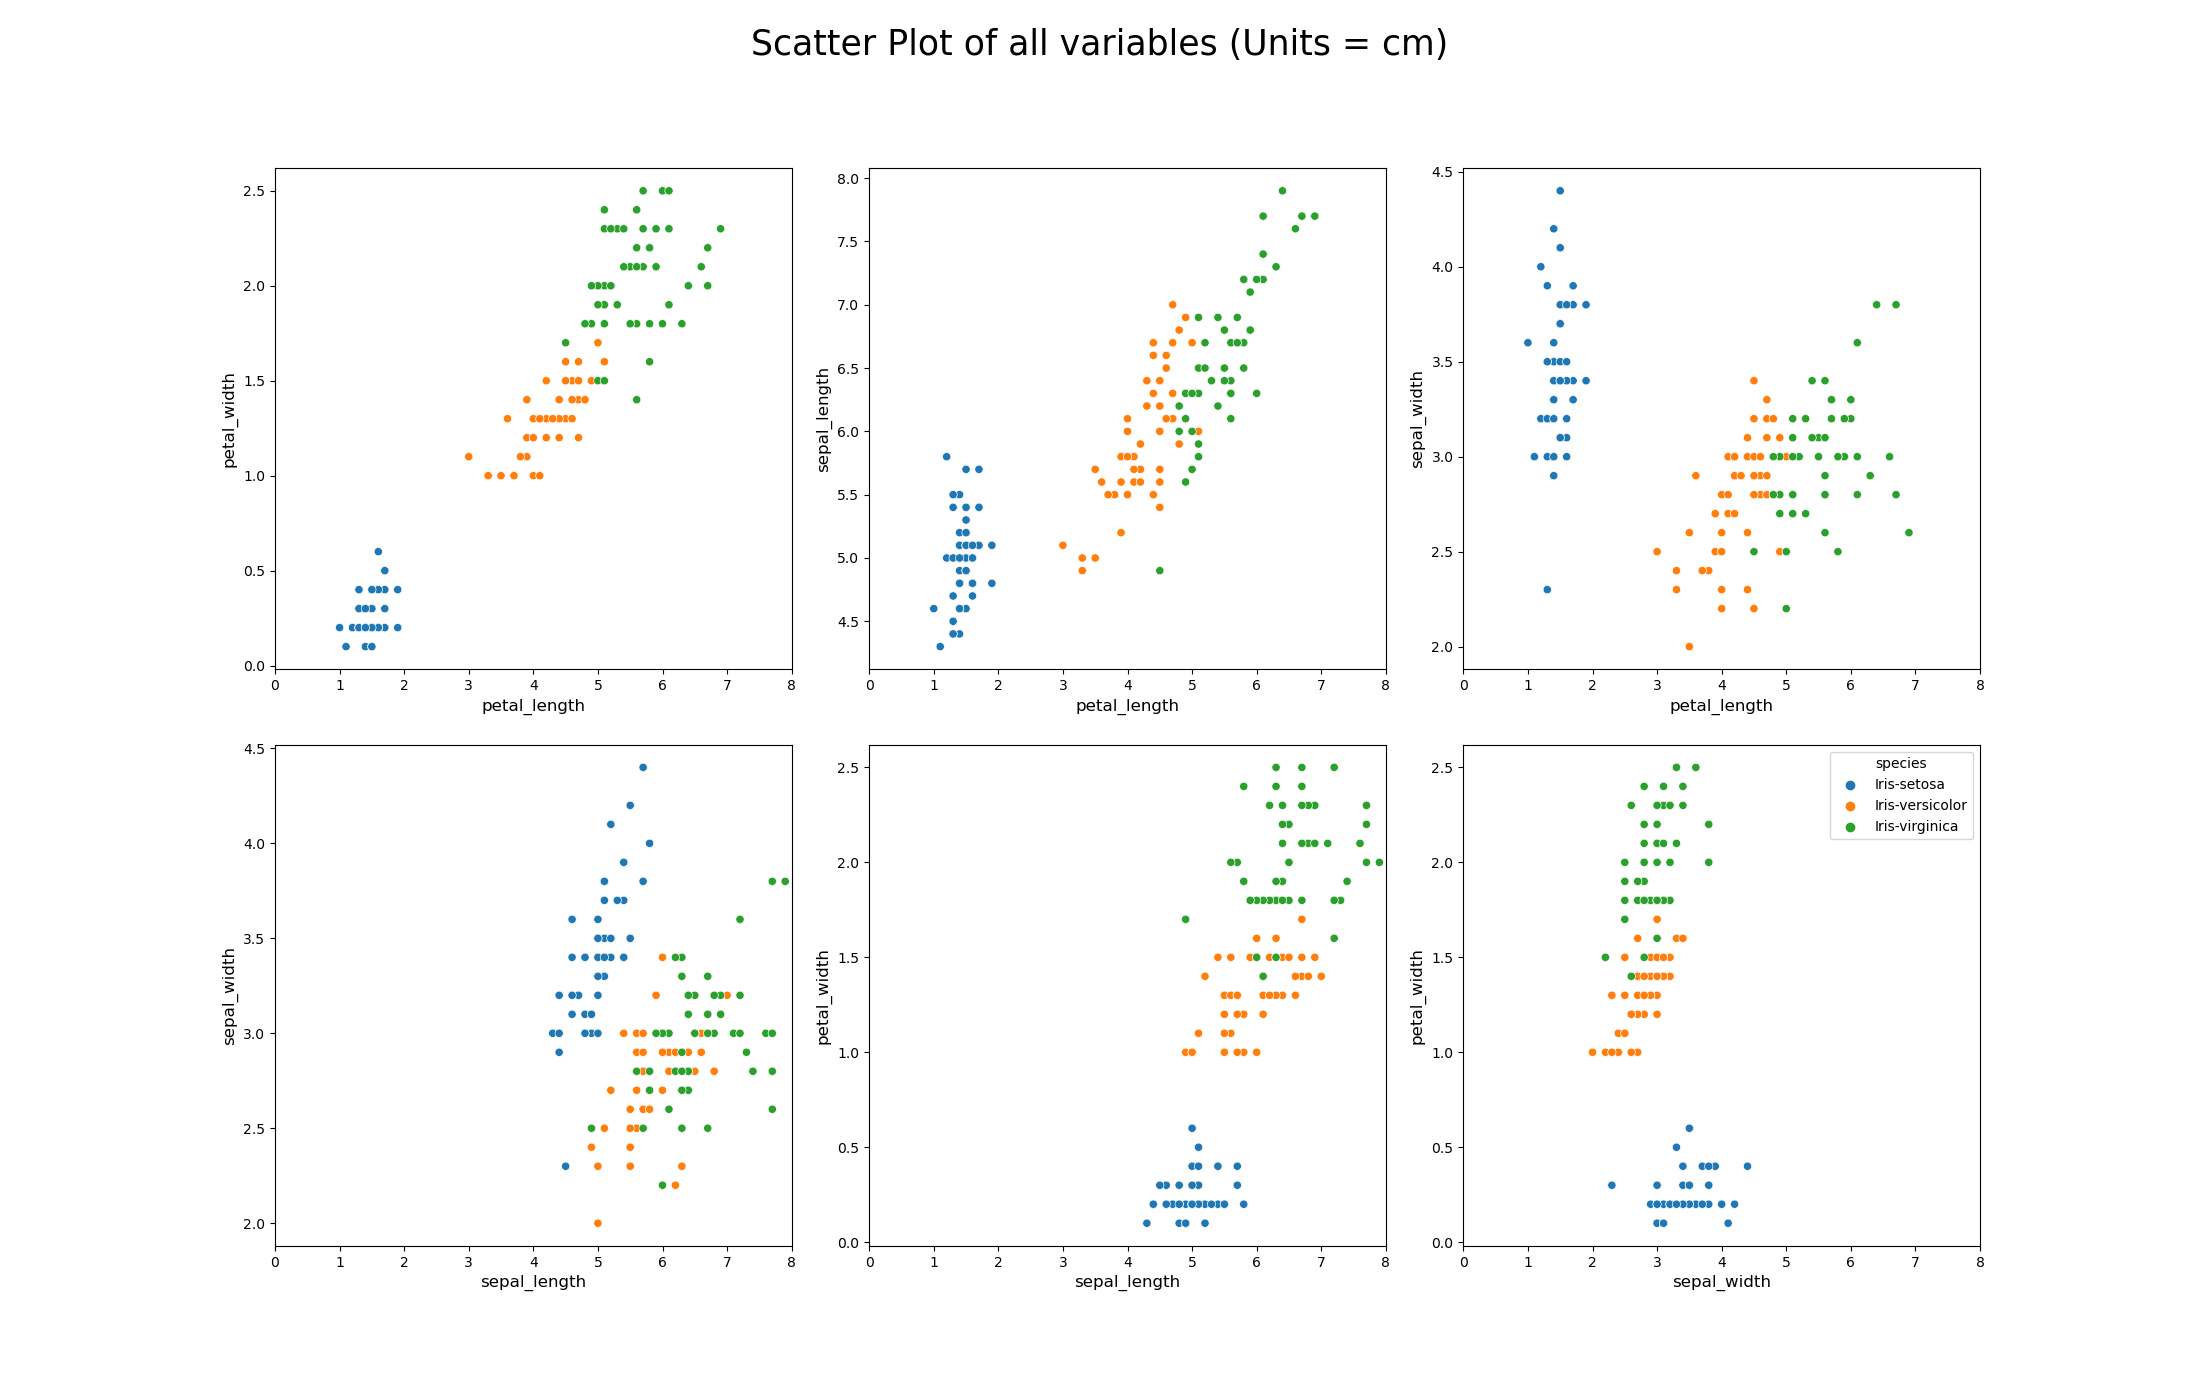 Scatter Plot of all variables (Units = cm)
petal_width
2.5
2.0
1.5
1.0
0.5
0.0
0 1 2 3 4 5 6 7 8
petal_length
sepal_length
8.0
7.5
7.0
6.5
6.0
5.5
5.0
4.5
0 1 2 3 4 5 6 7 8
petal_length
sepal_width
4.5
4.0
3.5
3.0
2.5
2.0
0 1 2 3 4 5 6 7 8
petal_length
sepal_width
4.5
4.0
3.5
3.0
2.5
2.0
0 1 2 3 4 5 6 7 8
sepal_length
petal_width
2.5
2.0
1.5
1.0
0.5
0.0
0 1 2 3 4 5 6 7 8
sepal_length
petal_width
2.5
2.0
1.5
1.0
0.5
0.0
0 1 2 3 4 5 6 7 8
sepal_width
species
Iris-setosa
Iris-versicolor
Iris-virginica